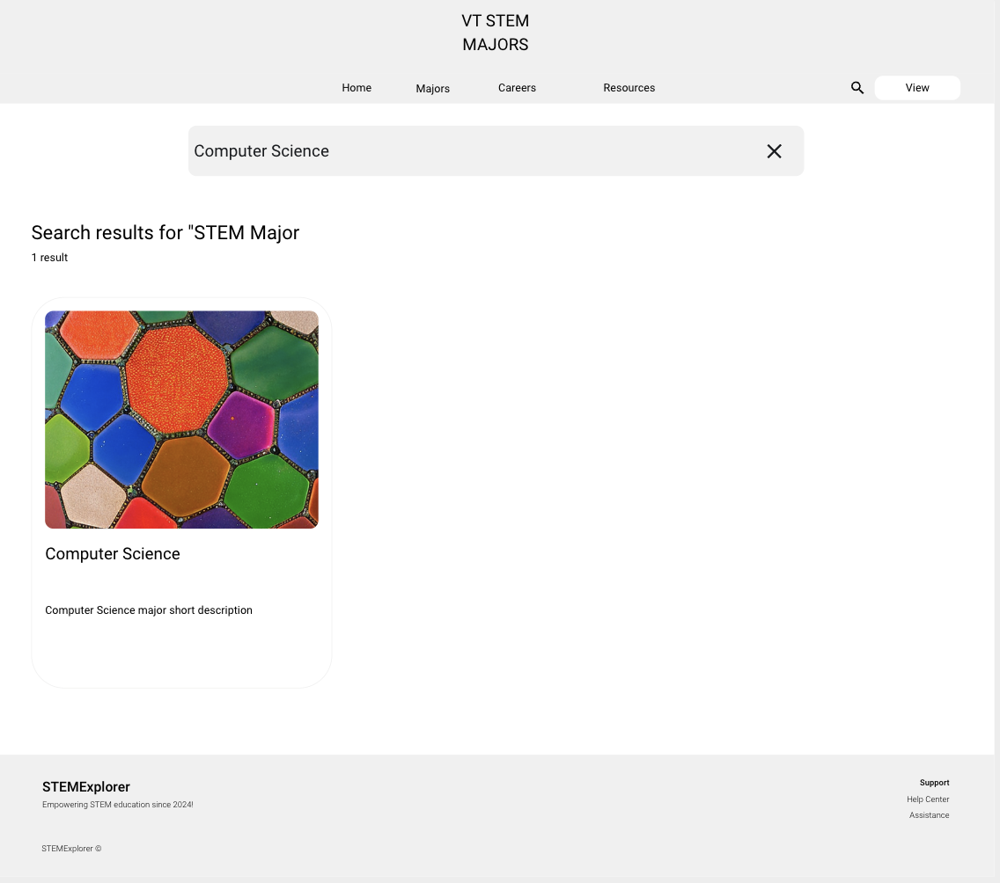 VT STEM
MAJORS
Home Majors Careers Resources View
Computer Science
Search results for "STEM Major
1 result
Computer Science
Computer Science major short description
STEMExplorer
Empowering STEM education since 2024!
STEMExplorer ©
Support
Help Center
Assistance